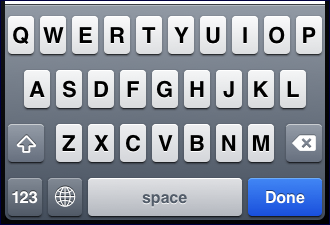 Q W E R T Y U I O P
A S D F G H J K L
Z X C V B N M
123 space Done